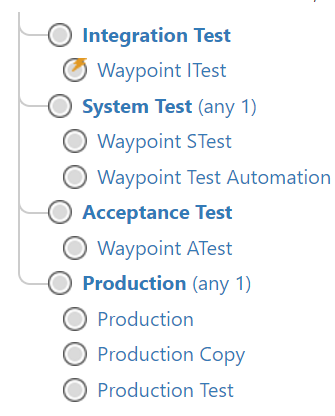 Integration Test
Waypoint ITest
System Test (any 1)
Waypoint STest
Waypoint Test Automation
Acceptance Test
Waypoint ATest
Production (any 1)
Production
Production Copy
Production Test